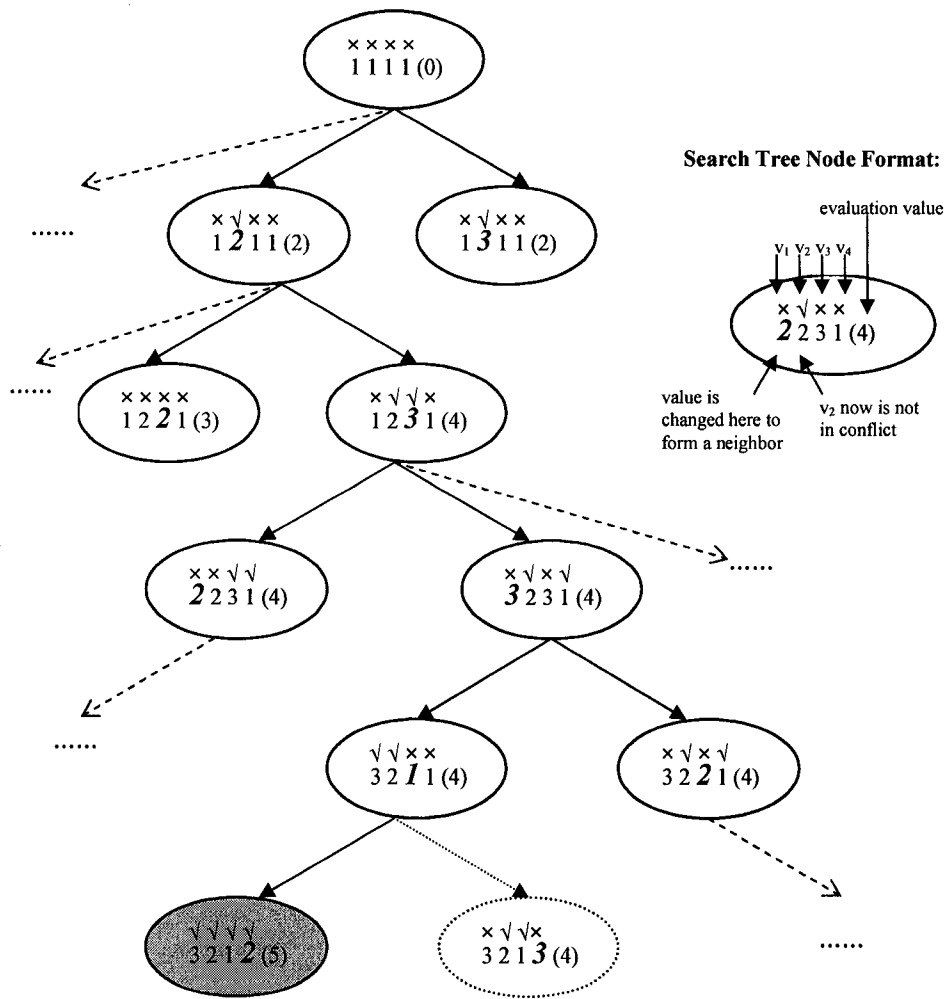 × × × ×
1 1 1 1 (0)
Search Tree Node Format:
evaluation value
× √ × ×
1 2 1 1 (2)
× √ × ×
1 3 1 1 (2)
......
v₁ v₂ v₃ v₄
× √ × ×
2 2 3 1 (4)
value is
changed here to
form a neighbor
v₂ now is not
in conflict
......
× × × ×
1 2 2 1 (3)
× √ √ ×
1 2 3 1 (4)
× × √ √
2 2 3 1 (4)
× √ × √
3 2 3 1 (4)
......
......
√ √ × ×
3 2 1 1 (4)
× √ × √
3 2 2 1 (4)
√ √ √ √
3 2 1 2 (5)
× √ √ ×
3 2 1 3 (4)
......